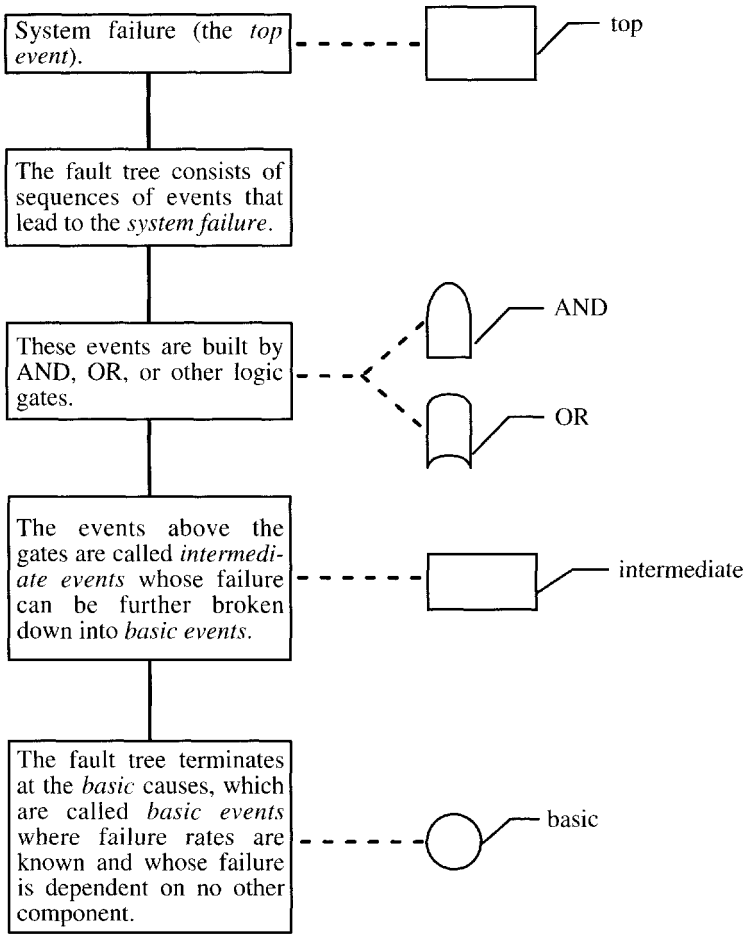 System failure (the top
event).
top
The fault tree consists of
sequences of events that
lead to the system failure.
These events are built by
AND, OR, or other logic
gates.
AND
OR
The events above the
gates are called intermedi-
ate events whose failure
can be further broken
down into basic events.
intermediate
The fault tree terminates
at the basic causes, which
are called basic events
where failure rates are
known and whose failure
is dependent on no other
component.
basic